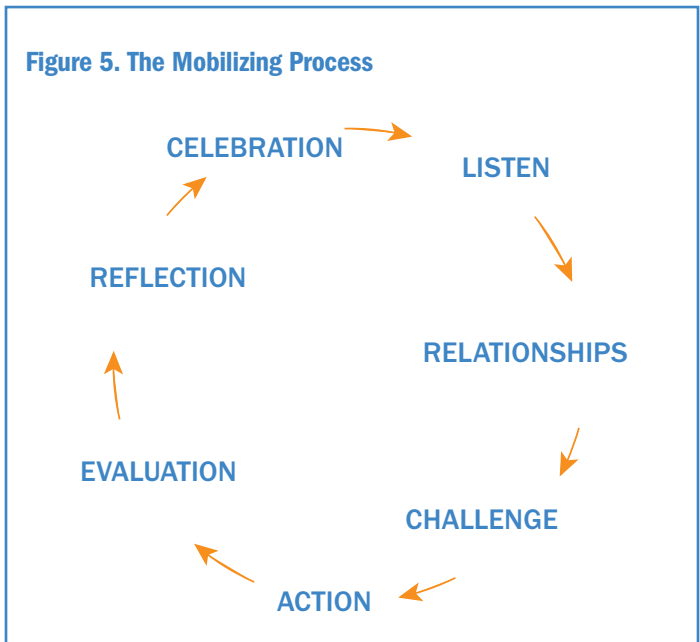 Figure 5. The Mobilizing Process
CELEBRATION
LISTEN
RELATIONSHIPS
CHALLENGE
ACTION
EVALUATION
REFLECTION